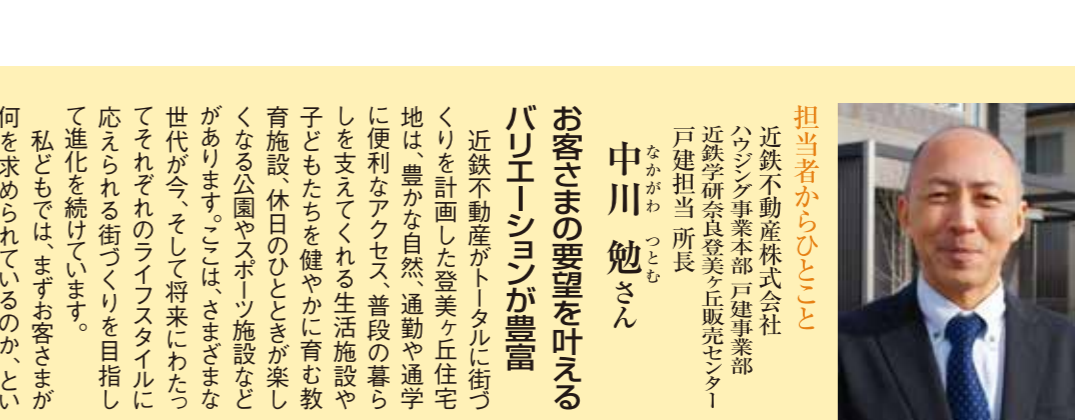 担当者からひとこと
近鉄不動産株式会社
ハウジング事業本部 戸建事業部
近鉄学研奈良登美ヶ丘販売センター
戸建担当 所長
なかがわ つとむ
中川 勉さん
お客さまの要望を叶える
バリエーションが豊富
近鉄不動産がトータルに街づ
くりを計画した登美ヶ丘住宅
地は、豊かな自然、通勤や通学
に便利なアクセス、普段の暮ら
しを支えてくれる生活施設や
子どもたちを健やかに育む教
育施設、休日のひとときが楽し
くなる公園やスポーツ施設など
があります。ここは、さまざまな
世代が今、そして将来にわたっ
てそれぞれのライフスタイルに
応えられる街づくりを目指し
て進化を続けています。
私どもでは、まずお客さまが
何を求められているのか、とい